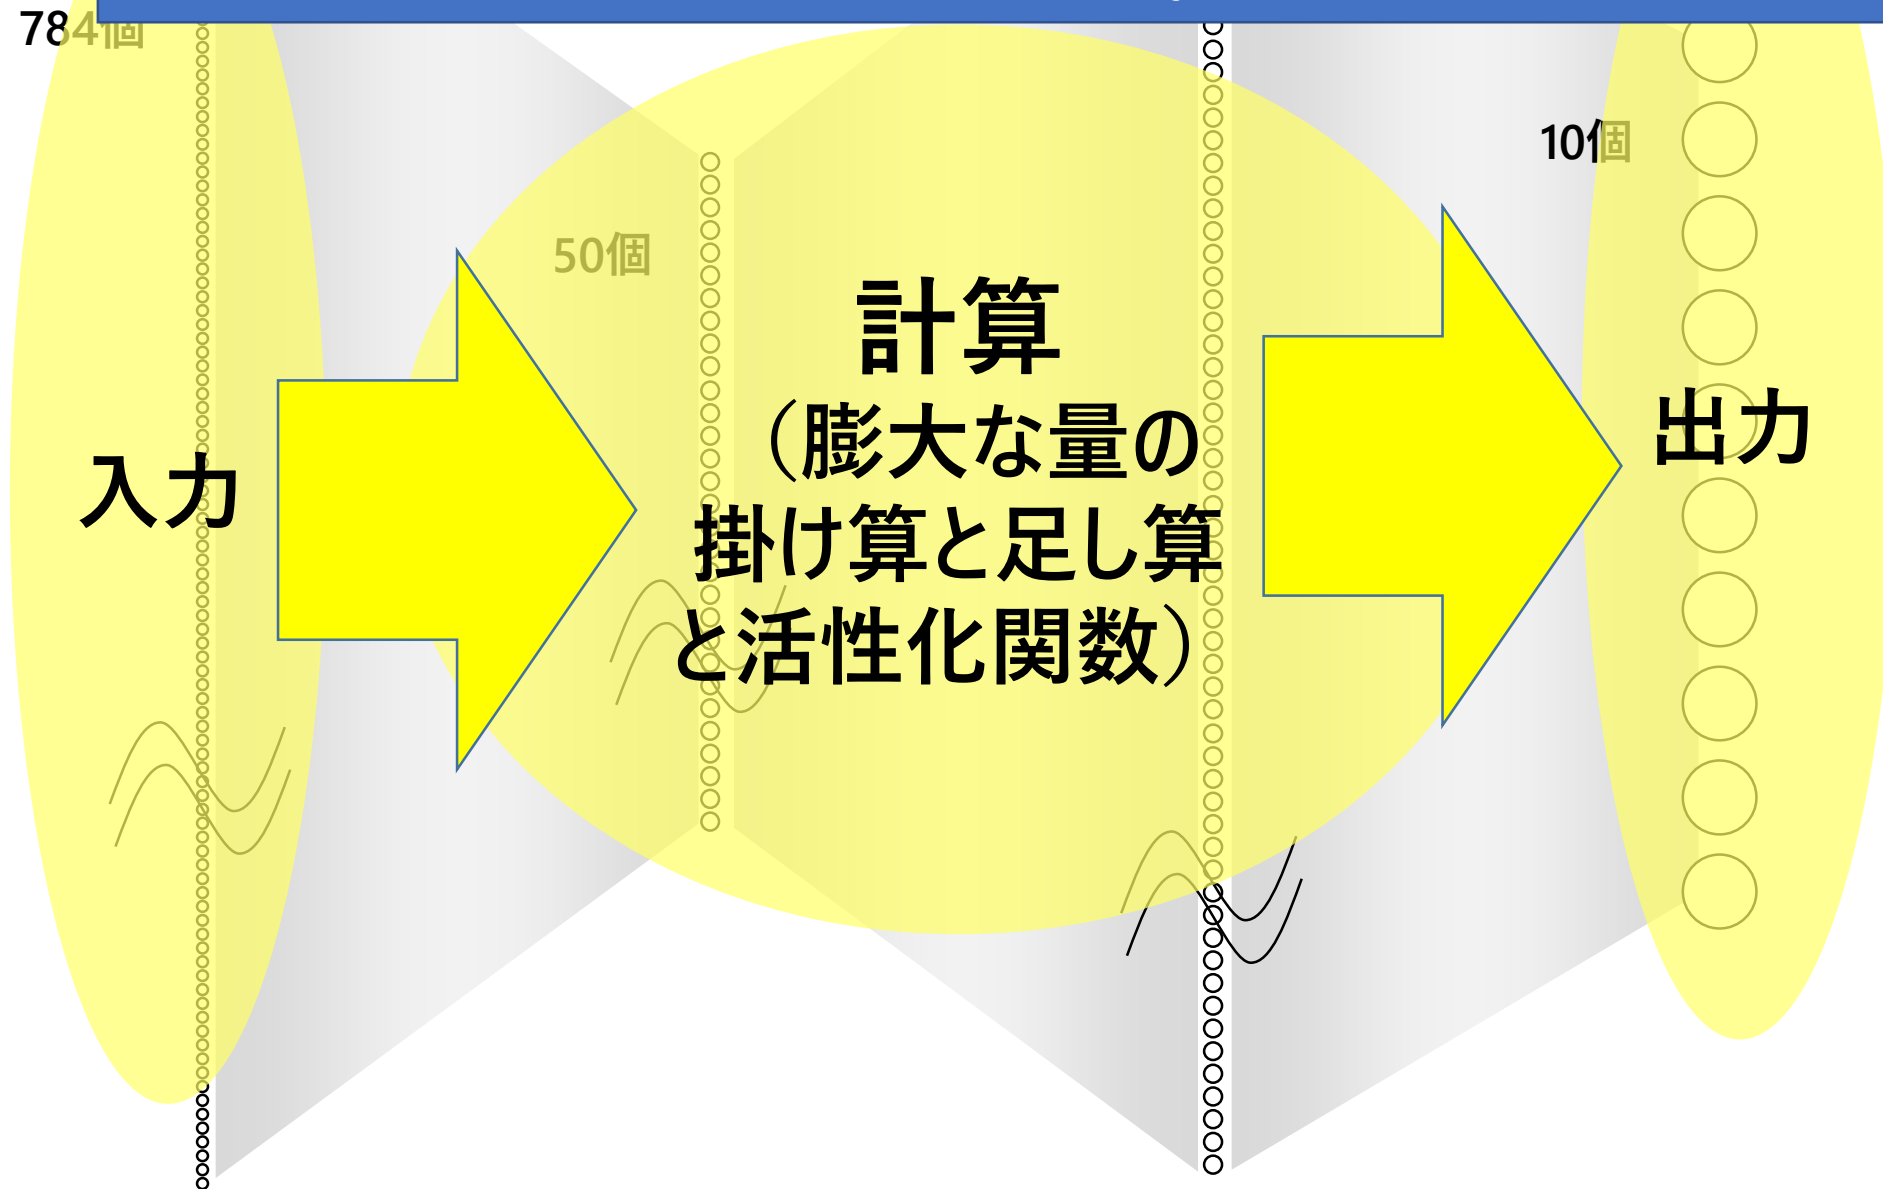 784個
10個
50個
計算
（膨大な量の
掛け算と足し算
と活性化関数）
入力
出力